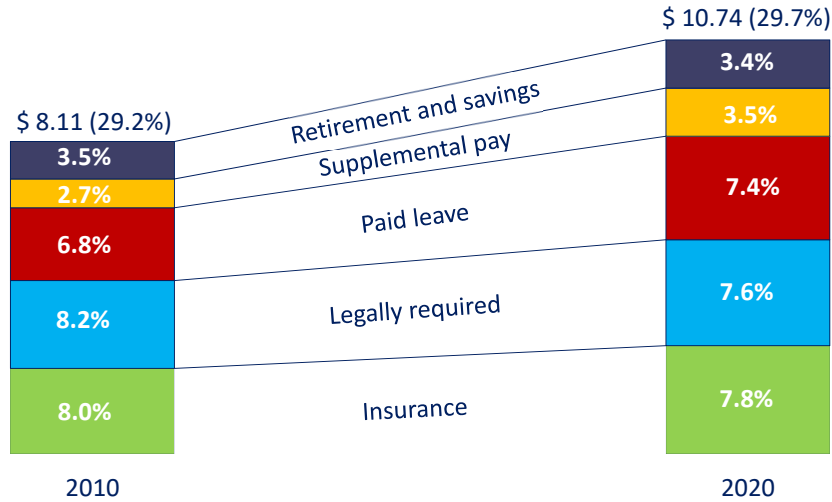 $ 10.74 (29.7%)
$ 8.11 (29.2%)
3.5%
2.7%
6.8%
8.2%
8.0%
Retirement and savings
Supplemental pay
Paid leave
Legally required
Insurance
3.4%
3.5%
7.4%
7.6%
7.8%
2010
2020